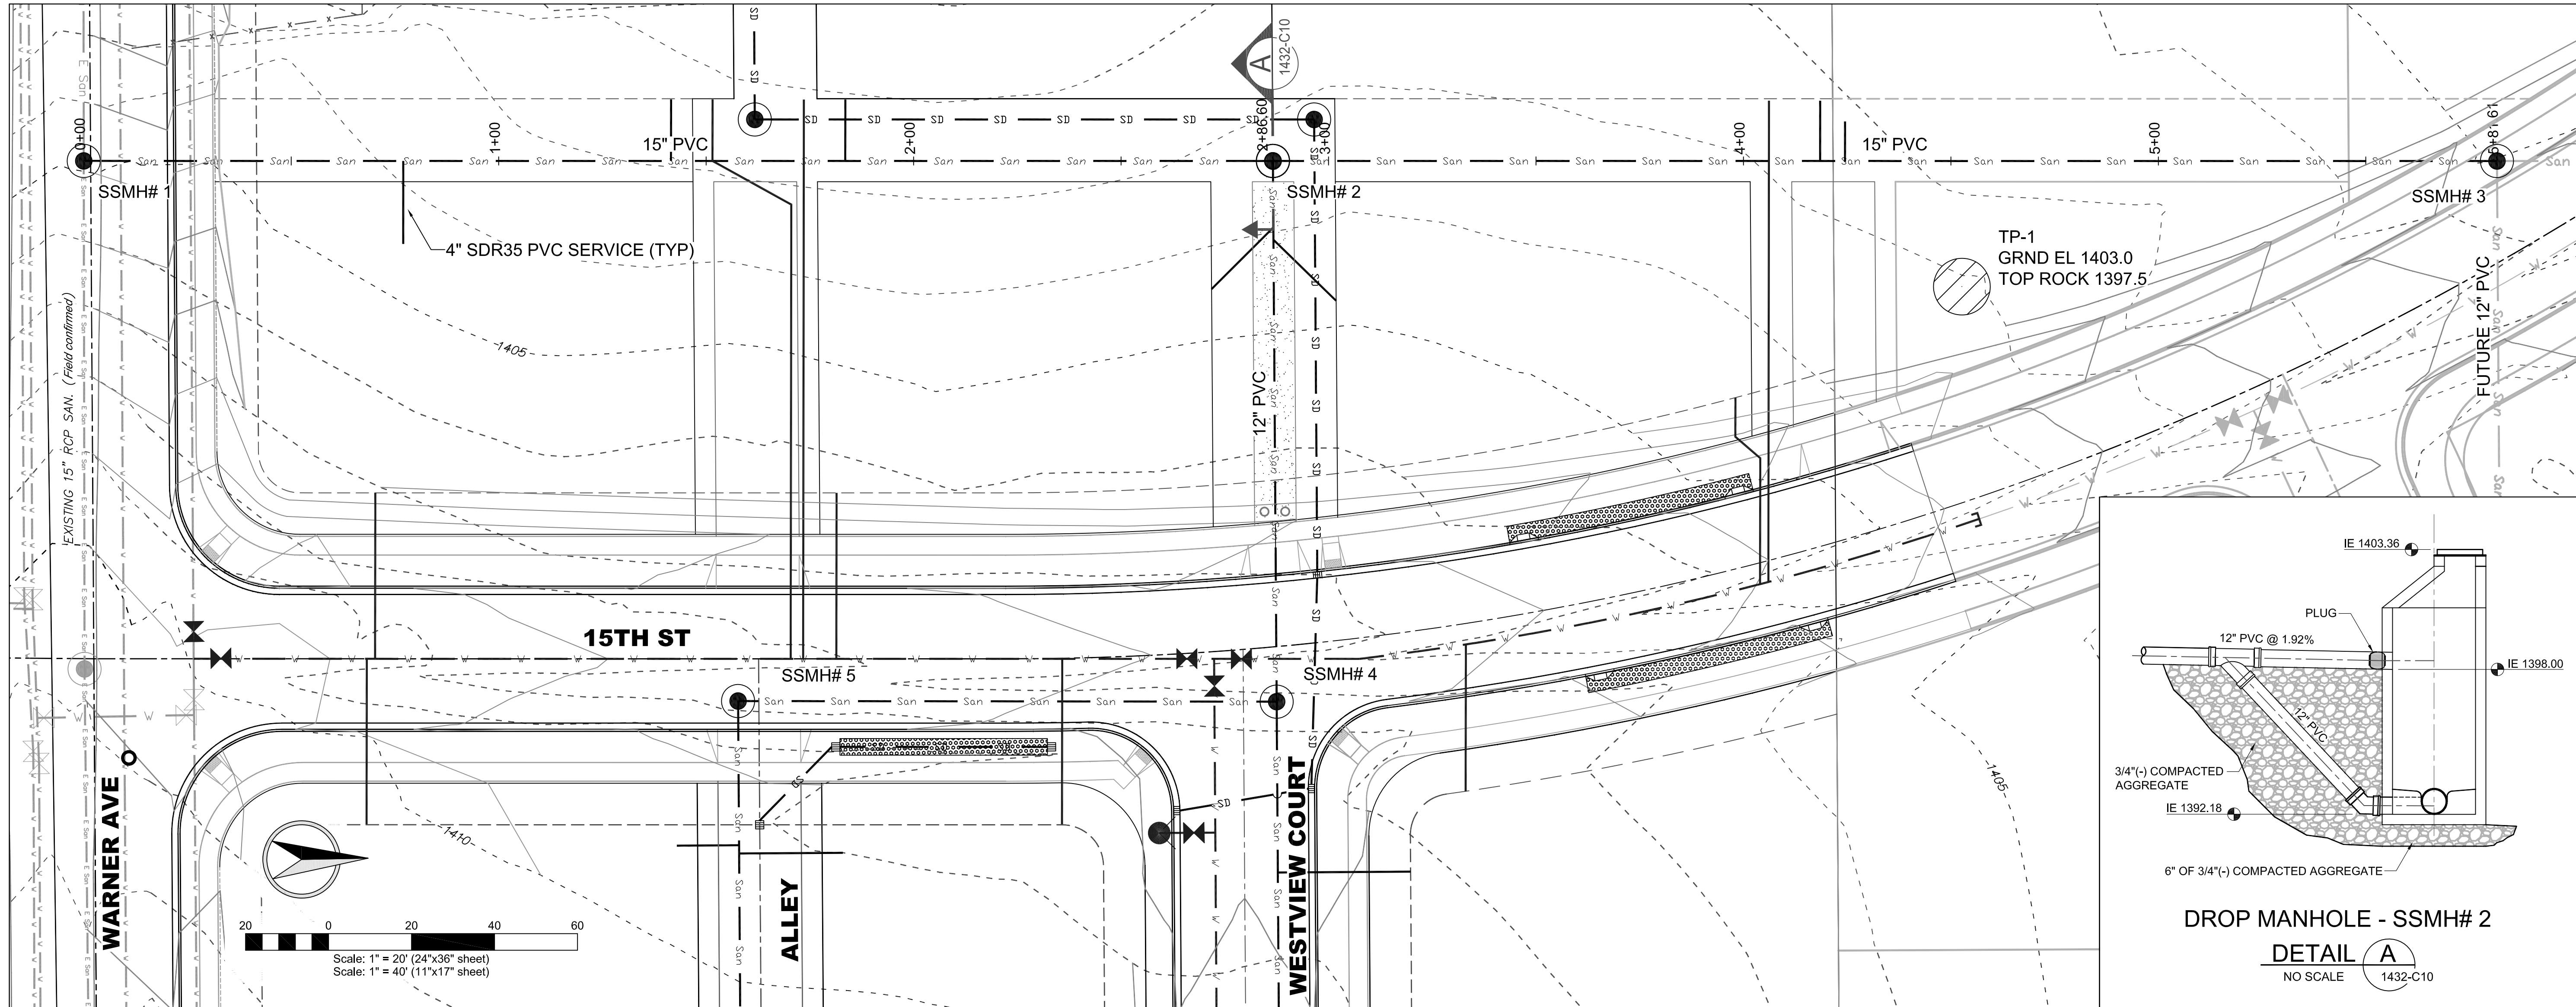 A
1432-C10
0+00
1+00
15" PVC
2+00
2+86.60
3+00
4+00
15" PVC
5+00
5+81.61
SSMH# 1
SSMH# 2
SSMH# 3
4" SDR35 PVC SERVICE (TYP)
TP-1
GRND EL 1403.0
TOP ROCK 1397.5
EXISTING 15" RCP SAN. (Field confirmed)
1405
12" PVC
FUTURE 12" PVC
15TH ST
SSMH# 5
SSMH# 4
WARNER AVE
ALLEY
WESTVIEW COURT
1410
1405
E San
San
SD
W
20 0 20 40 60
Scale: 1" = 20' (24"x36" sheet)
Scale: 1" = 40' (11"x17" sheet)
IE 1403.36
PLUG
12" PVC @ 1.92%
IE 1398.00
12" PVC
3/4"(-) COMPACTED
AGGREGATE
IE 1392.18
6" OF 3/4"(-) COMPACTED AGGREGATE
DROP MANHOLE - SSMH# 2
DETAIL A
NO SCALE 1432-C10